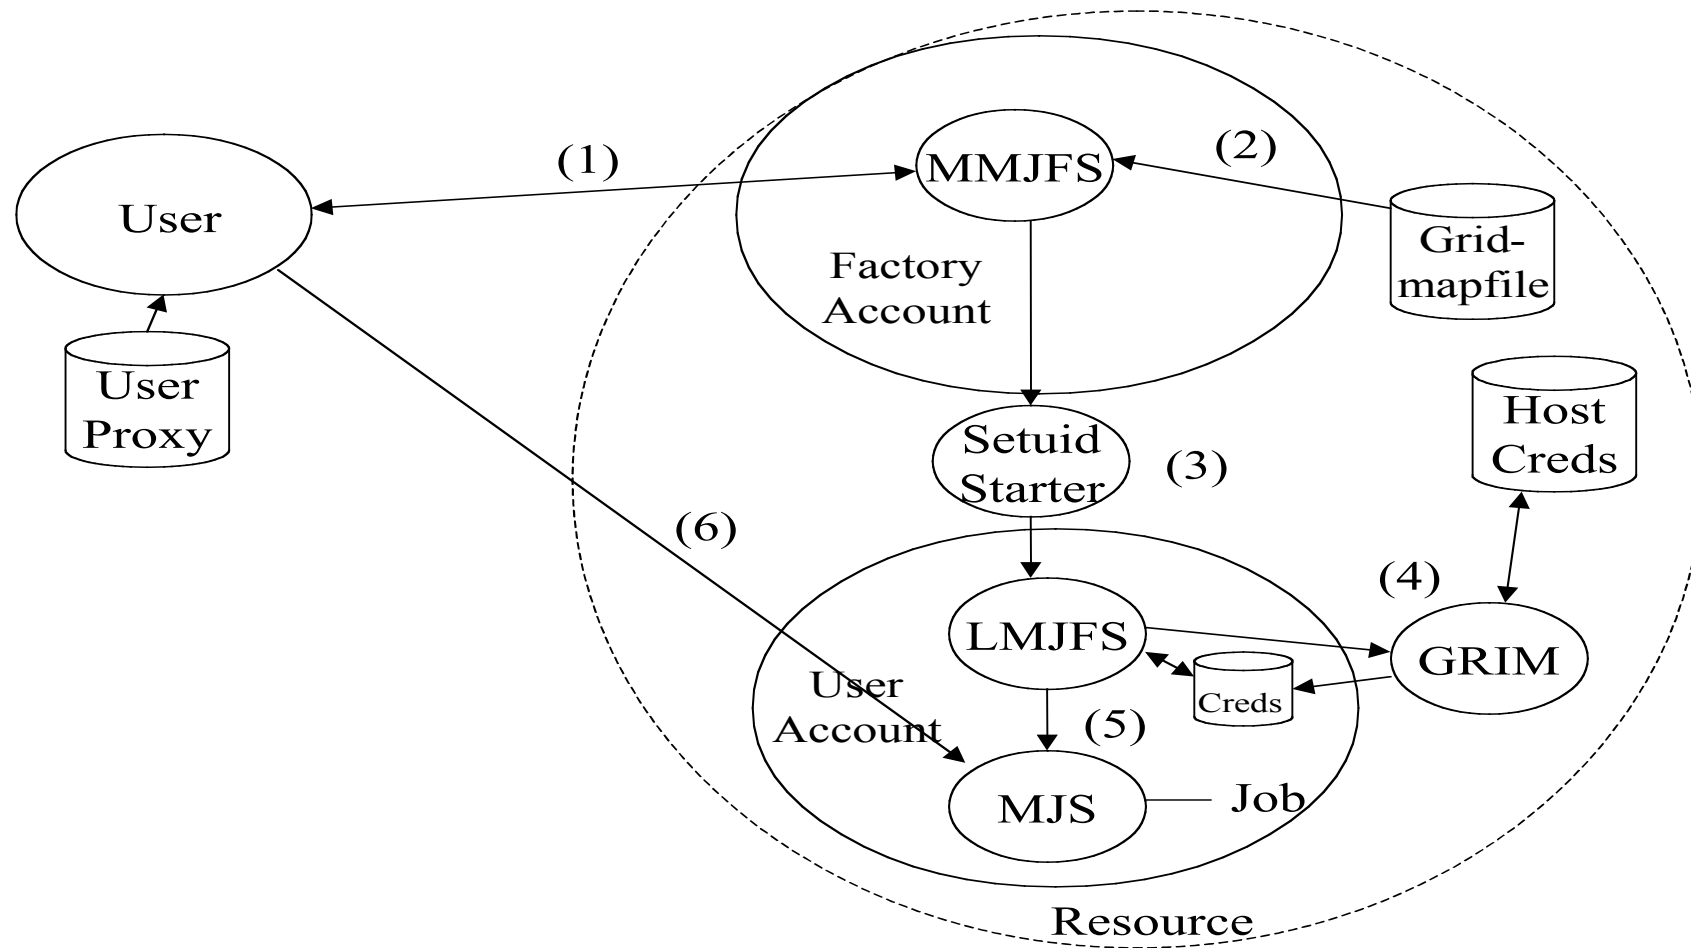 (1)
(2)
MMJFS
User
Grid-
mapfile
Factory
Account
User
Proxy
Host
Creds
Setuid
Starter
(3)
(6)
(4)
LMJFS
GRIM
User
Account
Creds
(5)
MJS
Job
Resource